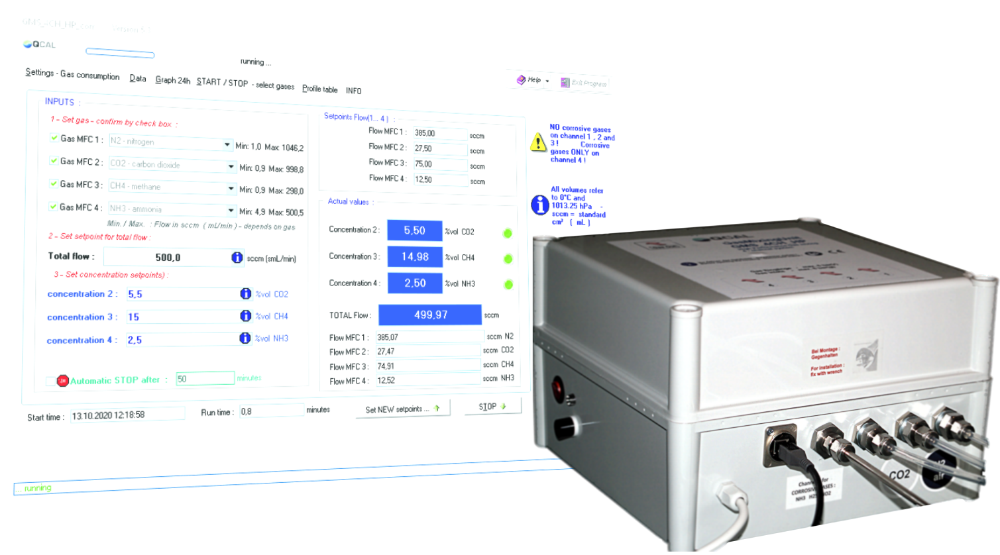 GMS_4CH_HP_
Version 6.
QCAL
running ...
Settings - Gas consumption Data Graph 24h START / STOP - select gases Profile table INFO
Help Exit Program
INPUTS :
1 - Set gas - confirm by check box :
Gas MFC 1 : N2 - nitrogen Min: 1,0 Max: 1046,2
Gas MFC 2 : CO2 - carbon dioxide Min: 0,9 Max: 998,8
Gas MFC 3 : CH4 - methane Min: 0,9 Max: 298,0
Gas MFC 4 : NH3 - ammonia Min: 4,9 Max: 500,5
Min. / Max. : Flow in sccm ( mL/min ) - depends on gas
2 - Set setpoint for total flow :
Total flow : 500,0 sccm (smL/min)
3 - Set concentration setpoints) :
concentration 2 : 5,5 %vol CO2
concentration 3 : 15 %vol CH4
concentration 4 : 2,5 %vol NH3
Automatic STOP after : 50 minutes
Setpoints Flow(1... 4 ) :
Flow MFC 1 : 385,00 sccm
Flow MFC 2 : 27,50 sccm
Flow MFC 3 : 75,00 sccm
Flow MFC 4 : 12,50 sccm
Actual values :
Concentration 2 : 5,50 %vol CO2
Concentration 3 : 14,98 %vol CH4
Concentration 4 : 2,50 %vol NH3
TOTAL Flow : 499,97 sccm
Flow MFC 1 : 385,07 sccm N2
Flow MFC 2 : 27,47 sccm CO2
Flow MFC 3 : 74,91 sccm CH4
Flow MFC 4 : 12,52 sccm NH3
NO corrosive gases
on channel 1 , 2 and
3 ! Corrosive
gases ONLY on
channel 4 !
All volumes refer
to 0°C and
1013.25 hPa -
sccm = standard
cm³ ( mL )
Start time : 13.10.2020 12:18:58 Run time : 0,8 minutes Set NEW setpoints ... STOP
... running
QCAL
GMS 4CH HP
4 3 2 1
Bei Montage :
Gegenhalten
For installation :
fix with wrench
for
CORROSIVE
NH3
CO2
air